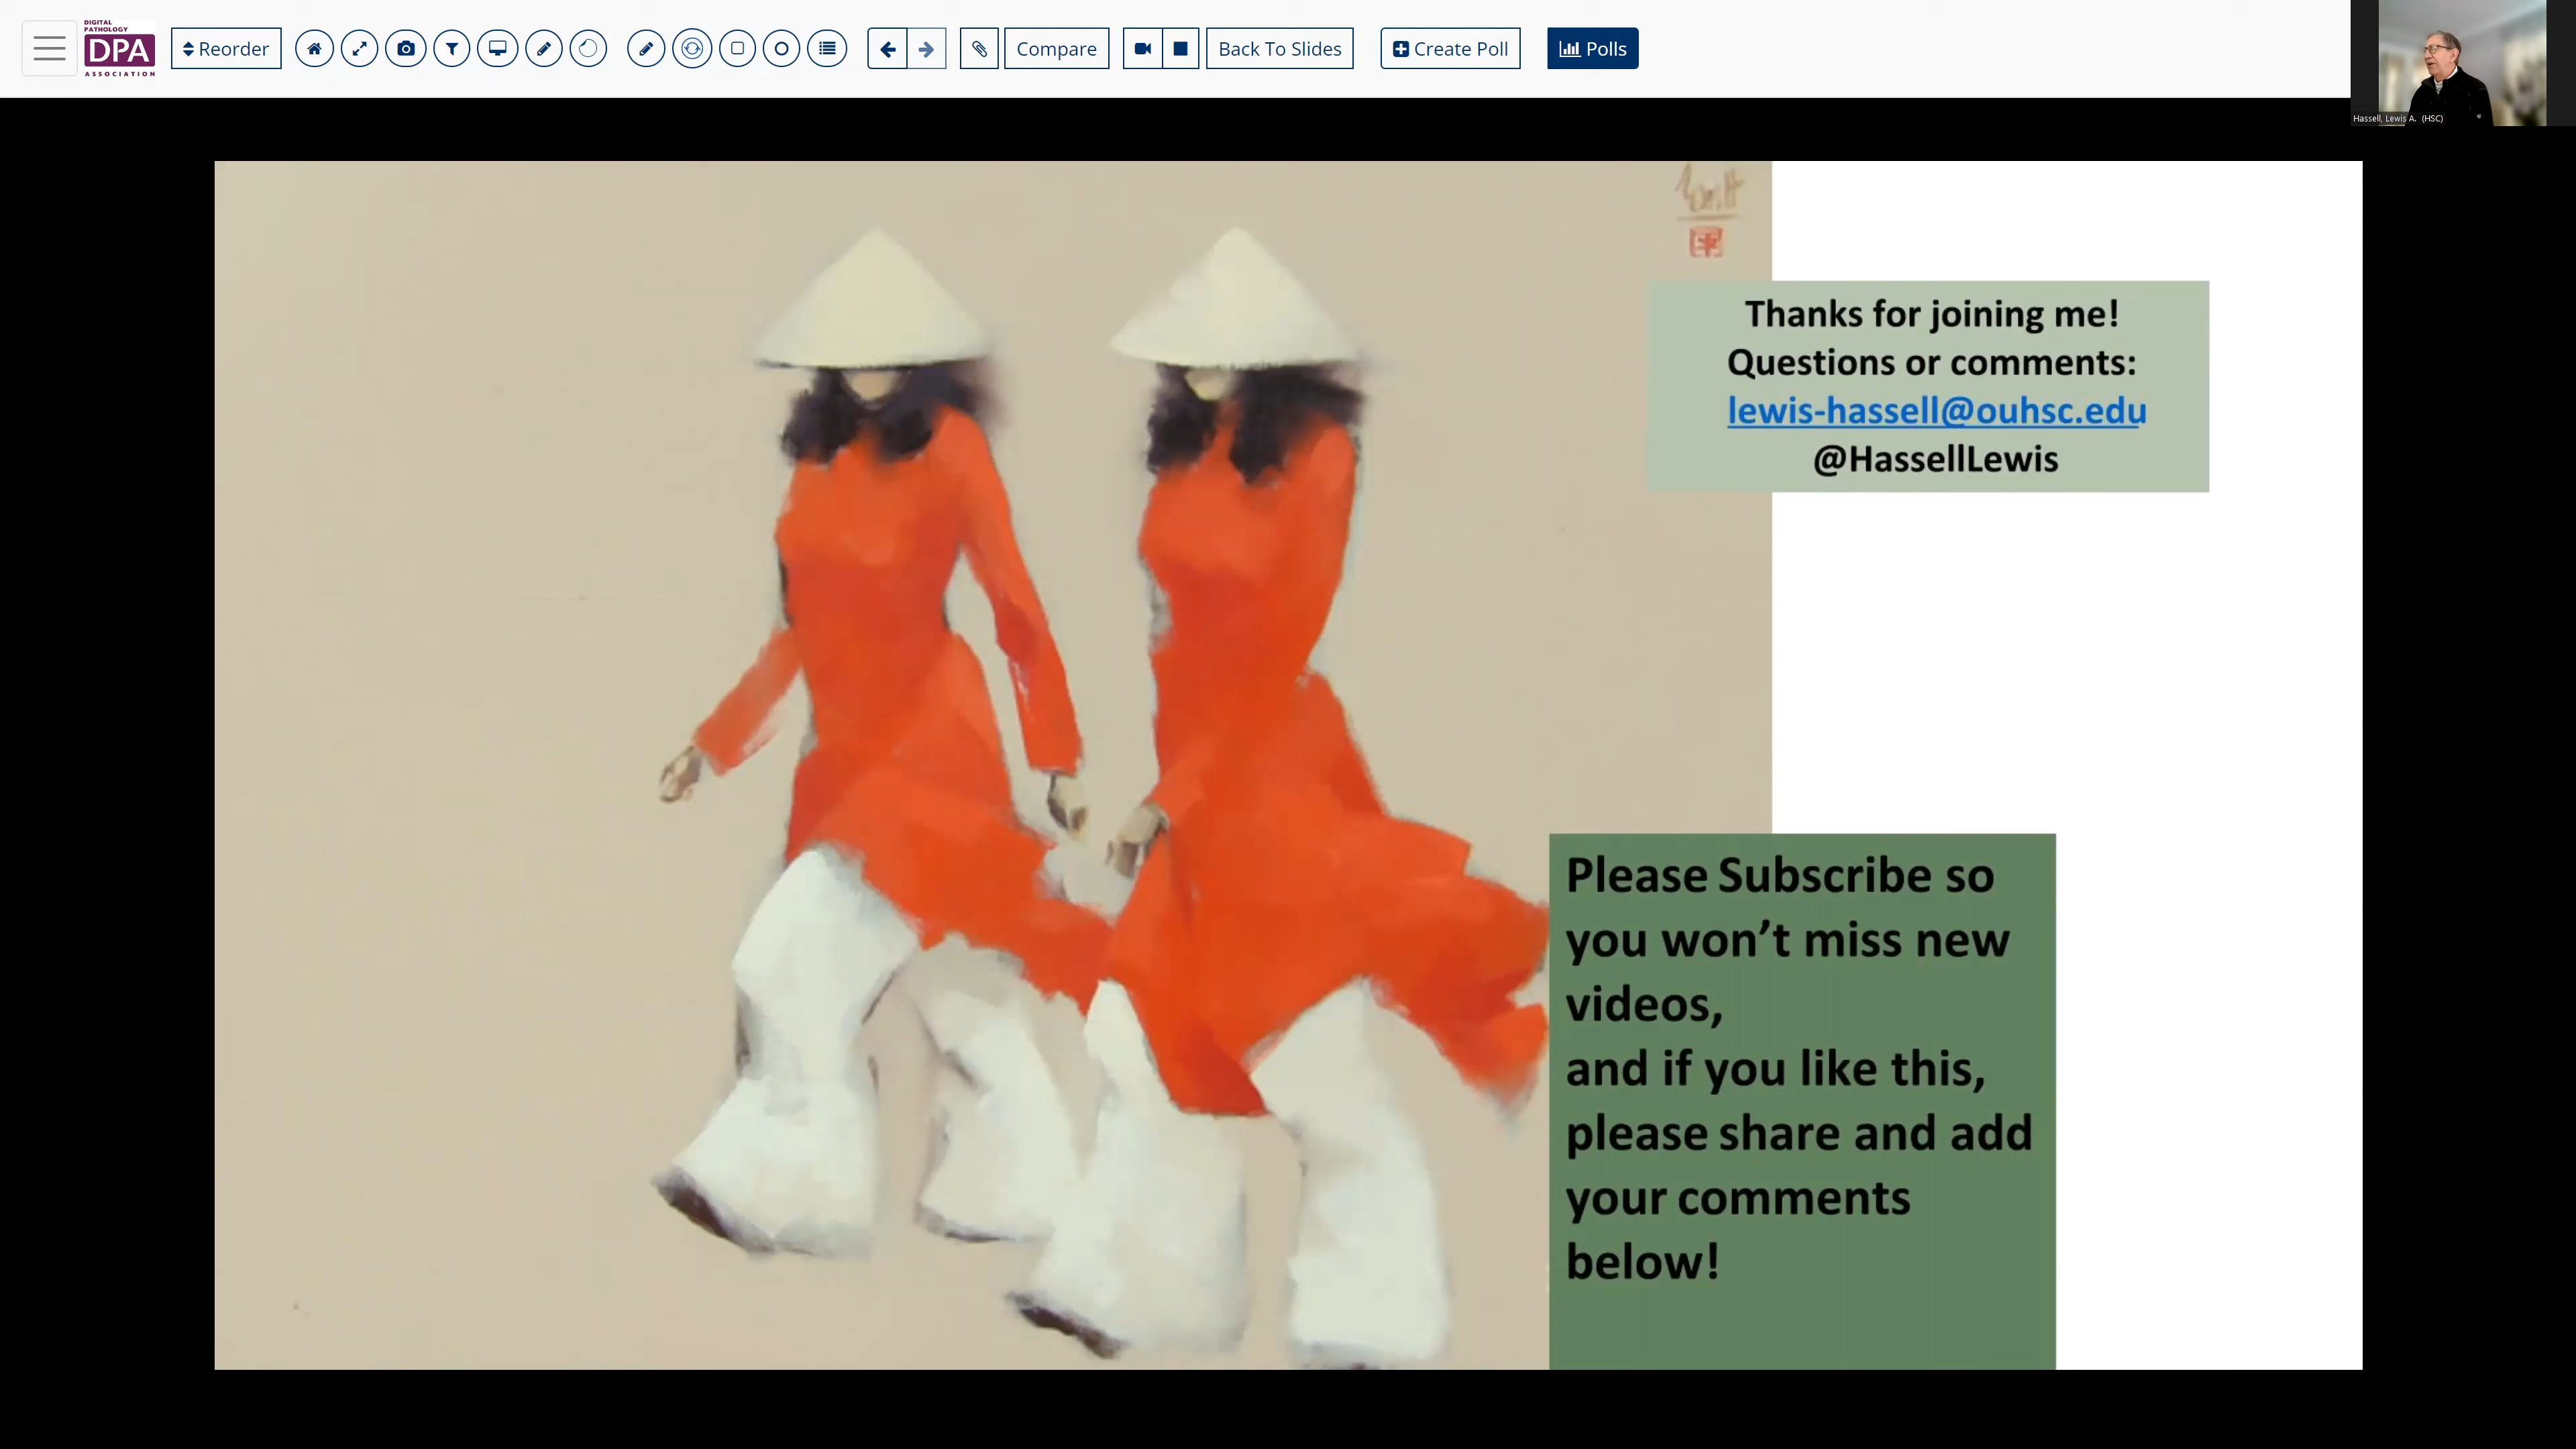 DIGITAL
PATHOLOGY
DPA
ASSOCIATION
Reorder
Compare
Back To Slides
Create Poll
Polls
Hassell, Lewis A. (HSC)
Thanks for joining me!
Questions or comments:
lewis-hassell@ouhsc.edu
@HassellLewis
Please Subscribe so
you won’t miss new
videos,
and if you like this,
please share and add
your comments
below!